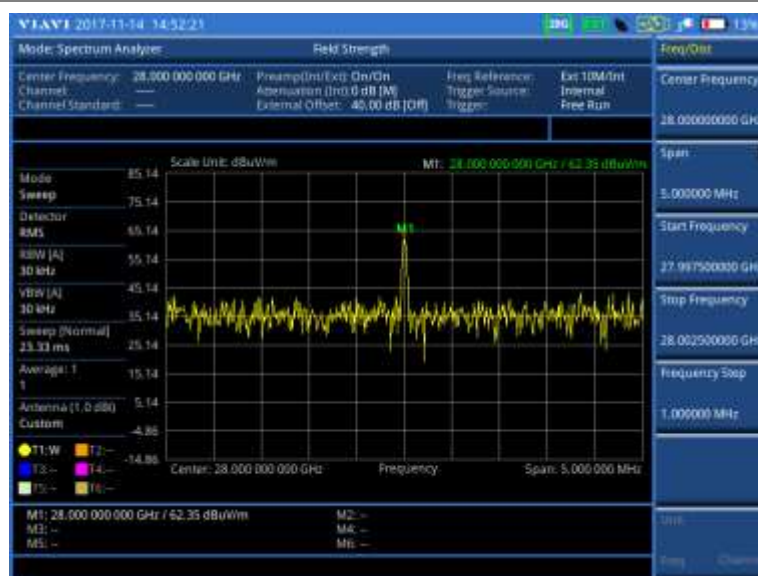 VIAVI 2017-11-14 14:52:21
13%
Mode: Spectrum Analyzer
Field Strength
Freq/Dist
Center Frequency: 28.000 000 000 GHz
Preamp(Int/Ext): On/On
Freq Reference: Ext 10M/Int
Channel: ----
Attenuation (Int): 0 dB [M]
Trigger Source: Internal
Channel Standard: ----
External Offset: 40.00 dB [Off]
Trigger: Free Run
Center Frequency
28.000000000 GH
Scale Unit: dBuV/m
M1: 28.000 000 000 GHz / 62.35 dBuV/m
Span
5.000000 MHz
Start Frequency
27.997500000 GH
Stop Frequency
28.002500000 GH
Frequency Step
1.000000 MHz
Unit
Freq Channel
Mode
Sweep
Detector
RMS
RBW [A]
30 kHz
VBW [A]
30 kHz
Sweep [Normal]
23.33 ms
Average: 1
1
Antenna (1.0 dBi)
Custom
T1:W T2:--
T3:-- T4:--
T5:-- T6:--
85.14
75.14
65.14
55.14
45.14
35.14
25.14
15.14
5.14
-4.86
-14.86
M1
Center: 28.000 000 000 GHz
Frequency
Span: 5.000 000 MHz
M1: 28.000 000 000 GHz / 62.35 dBuV/m
M2: --
M3: --
M4: --
M5: --
M6: --